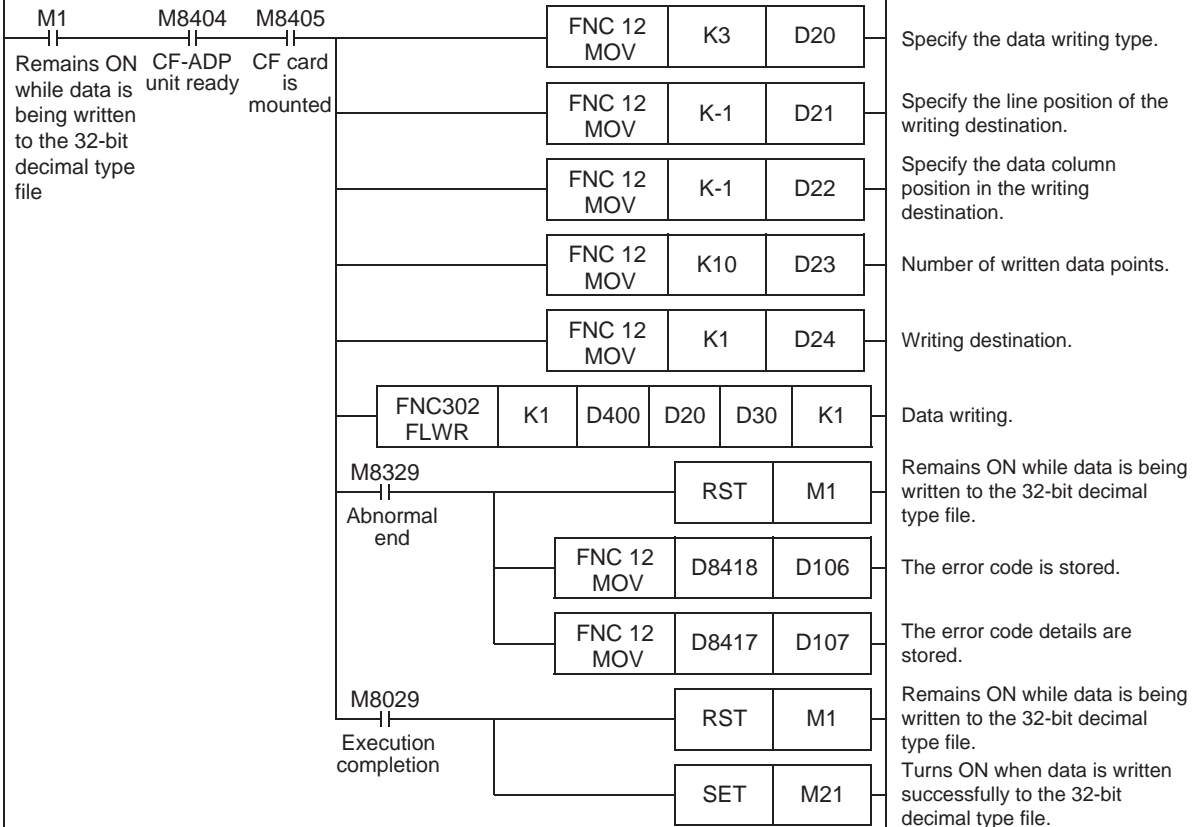 M1 M8404 M8405
Remains ON
while data is
being written
to the 32-bit
decimal type
file
CF-ADP
unit ready
CF card
is
mounted
FNC 12
MOV
K3
D20
Specify the data writing type.
FNC 12
MOV
K-1
D21
Specify the line position of the
writing destination.
FNC 12
MOV
K-1
D22
Specify the data column
position in the writing
destination.
FNC 12
MOV
K10
D23
Number of written data points.
FNC 12
MOV
K1
D24
Writing destination.
FNC302
FLWR
K1
D400
D20
D30
K1
Data writing.
M8329
Abnormal
end
RST
M1
Remains ON while data is being
written to the 32-bit decimal
type file.
FNC 12
MOV
D8418
D106
The error code is stored.
FNC 12
MOV
D8417
D107
The error code details are
stored.
M8029
Execution
completion
RST
M1
Remains ON while data is being
written to the 32-bit decimal
type file.
SET
M21
Turns ON when data is written
successfully to the 32-bit
decimal type file.